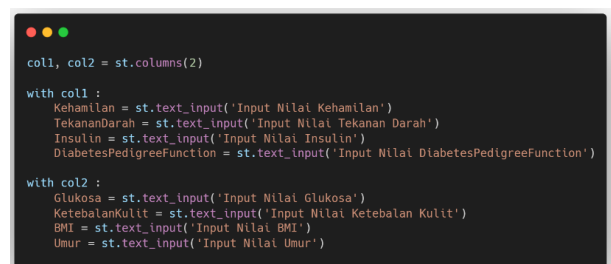 col1, col2 = st.columns(2)
with col1 :
Kehamilan = st.text_input('Input Nilai Kehamilan')
TekananDarah = st.text_input('Input Nilai Tekanan Darah')
Insulin = st.text_input('Input Nilai Insulin')
DiabetesPedigreeFunction = st.text_input('Input Nilai DiabetesPedigreeFunction')
with col2 :
Glukosa = st.text_input('Input Nilai Glukosa')
KetebalanKulit = st.text_input('Input Nilai Ketebalan Kulit')
BMI = st.text_input('Input Nilai BMI')
Umur = st.text_input('Input Nilai Umur')